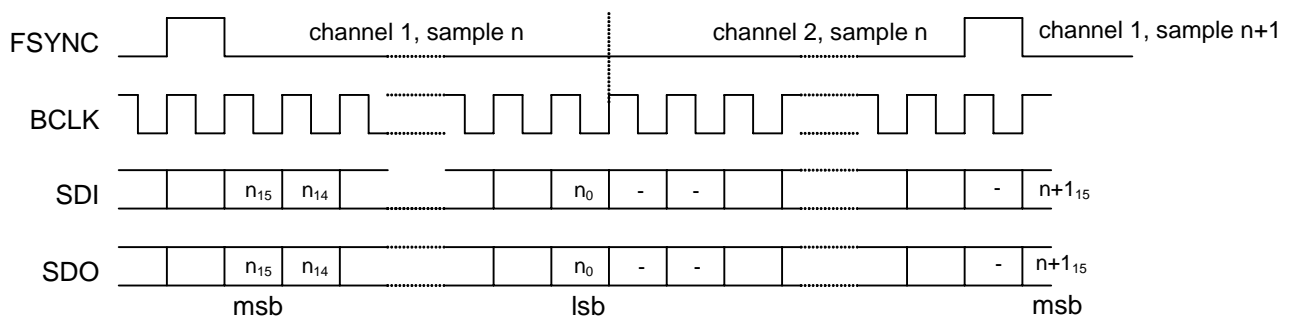 FSYNC channel 1, sample n channel 2, sample n channel 1, sample n+1
BCLK
SDI n15 n14 n0 - - - n+115
SDO n15 n14 n0 - - - n+115
msb lsb msb